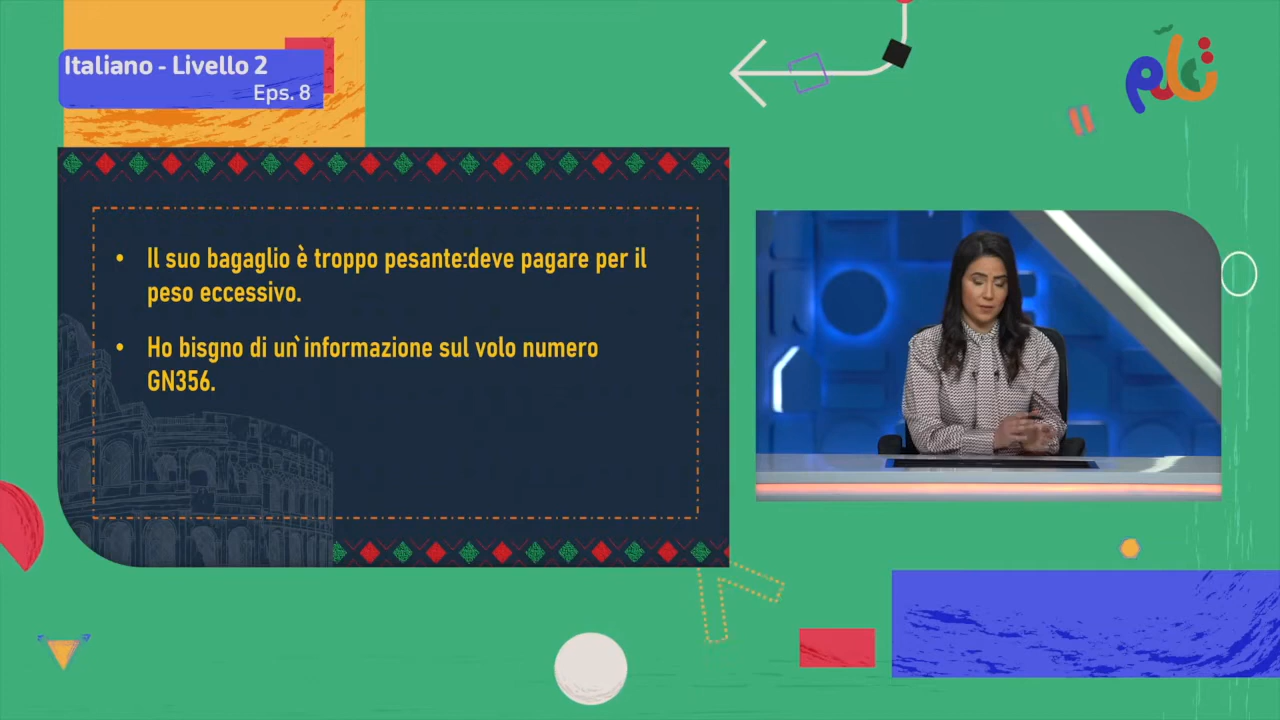 Italiano - Livello 2
Eps. 8
تكلم
• Il suo bagaglio è troppo pesante:deve pagare per il
peso eccessivo.
• Ho bisgno di un`informazione sul volo numero
GN356.